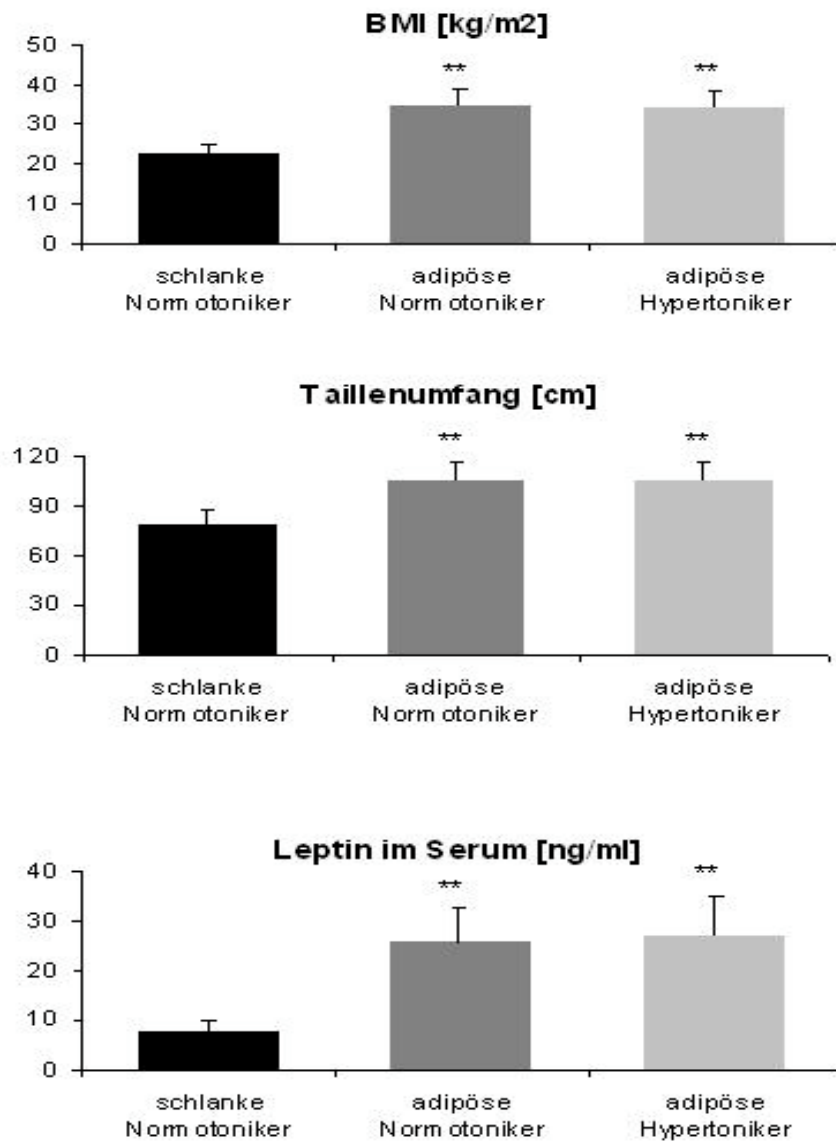 BMI [kg/m2]
50
40
30
20
10
0
**
**
schlanke
Normotoniker
adipöse
Normotoniker
adipöse
Hypertoniker
Taillenumfang [cm]
120
90
60
30
0
**
**
schlanke
Normotoniker
adipöse
Normotoniker
adipöse
Hypertoniker
Leptin im Serum [ng/ml]
40
30
20
10
0
**
**
schlanke
Normotoniker
adipöse
Normotoniker
adipöse
Hypertoniker